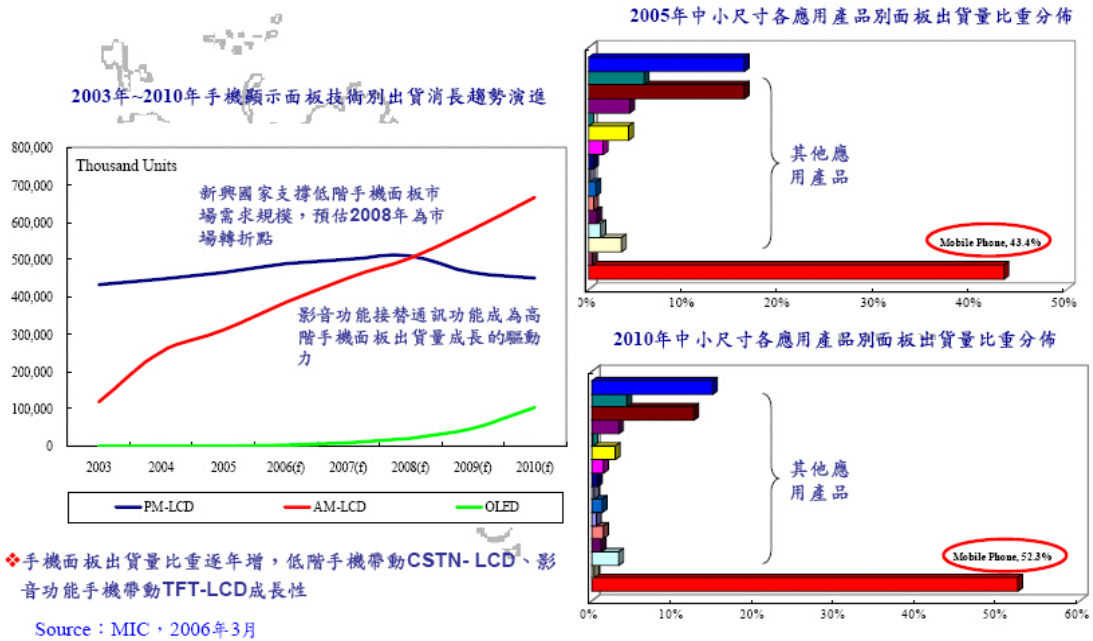 2003年~2010年手機顯示面板技術別出貨消長趨勢演進
800,000
700,000
600,000
500,000
400,000
300,000
200,000
100,000
0
Thousand Units
新興國家支撐低階手機面板市
場需求規模，預估2008年為市
場轉折點
影音功能接替通訊功能成為高
階手機面板出貨量成長的驅動
力
2003 2004 2005 2006(f) 2007(f) 2008(f) 2009(f) 2010(f)
PM-LCD AM-LCD OLED
❖手機面板出貨量比重逐年增，低階手機帶動CSTN- LCD、影
音功能手機帶動TFT-LCD成長性
Source：MIC，2006年3月
2005年中小尺寸各應用產品別面板出貨量比重分佈
其他應
用產品
Mobile Phone, 43.4%
0% 10% 20% 30% 40% 50%
2010年中小尺寸各應用產品別面板出貨量比重分佈
其他應
用產品
Mobile Phone, 52.3%
0% 10% 20% 30% 40% 50% 60%